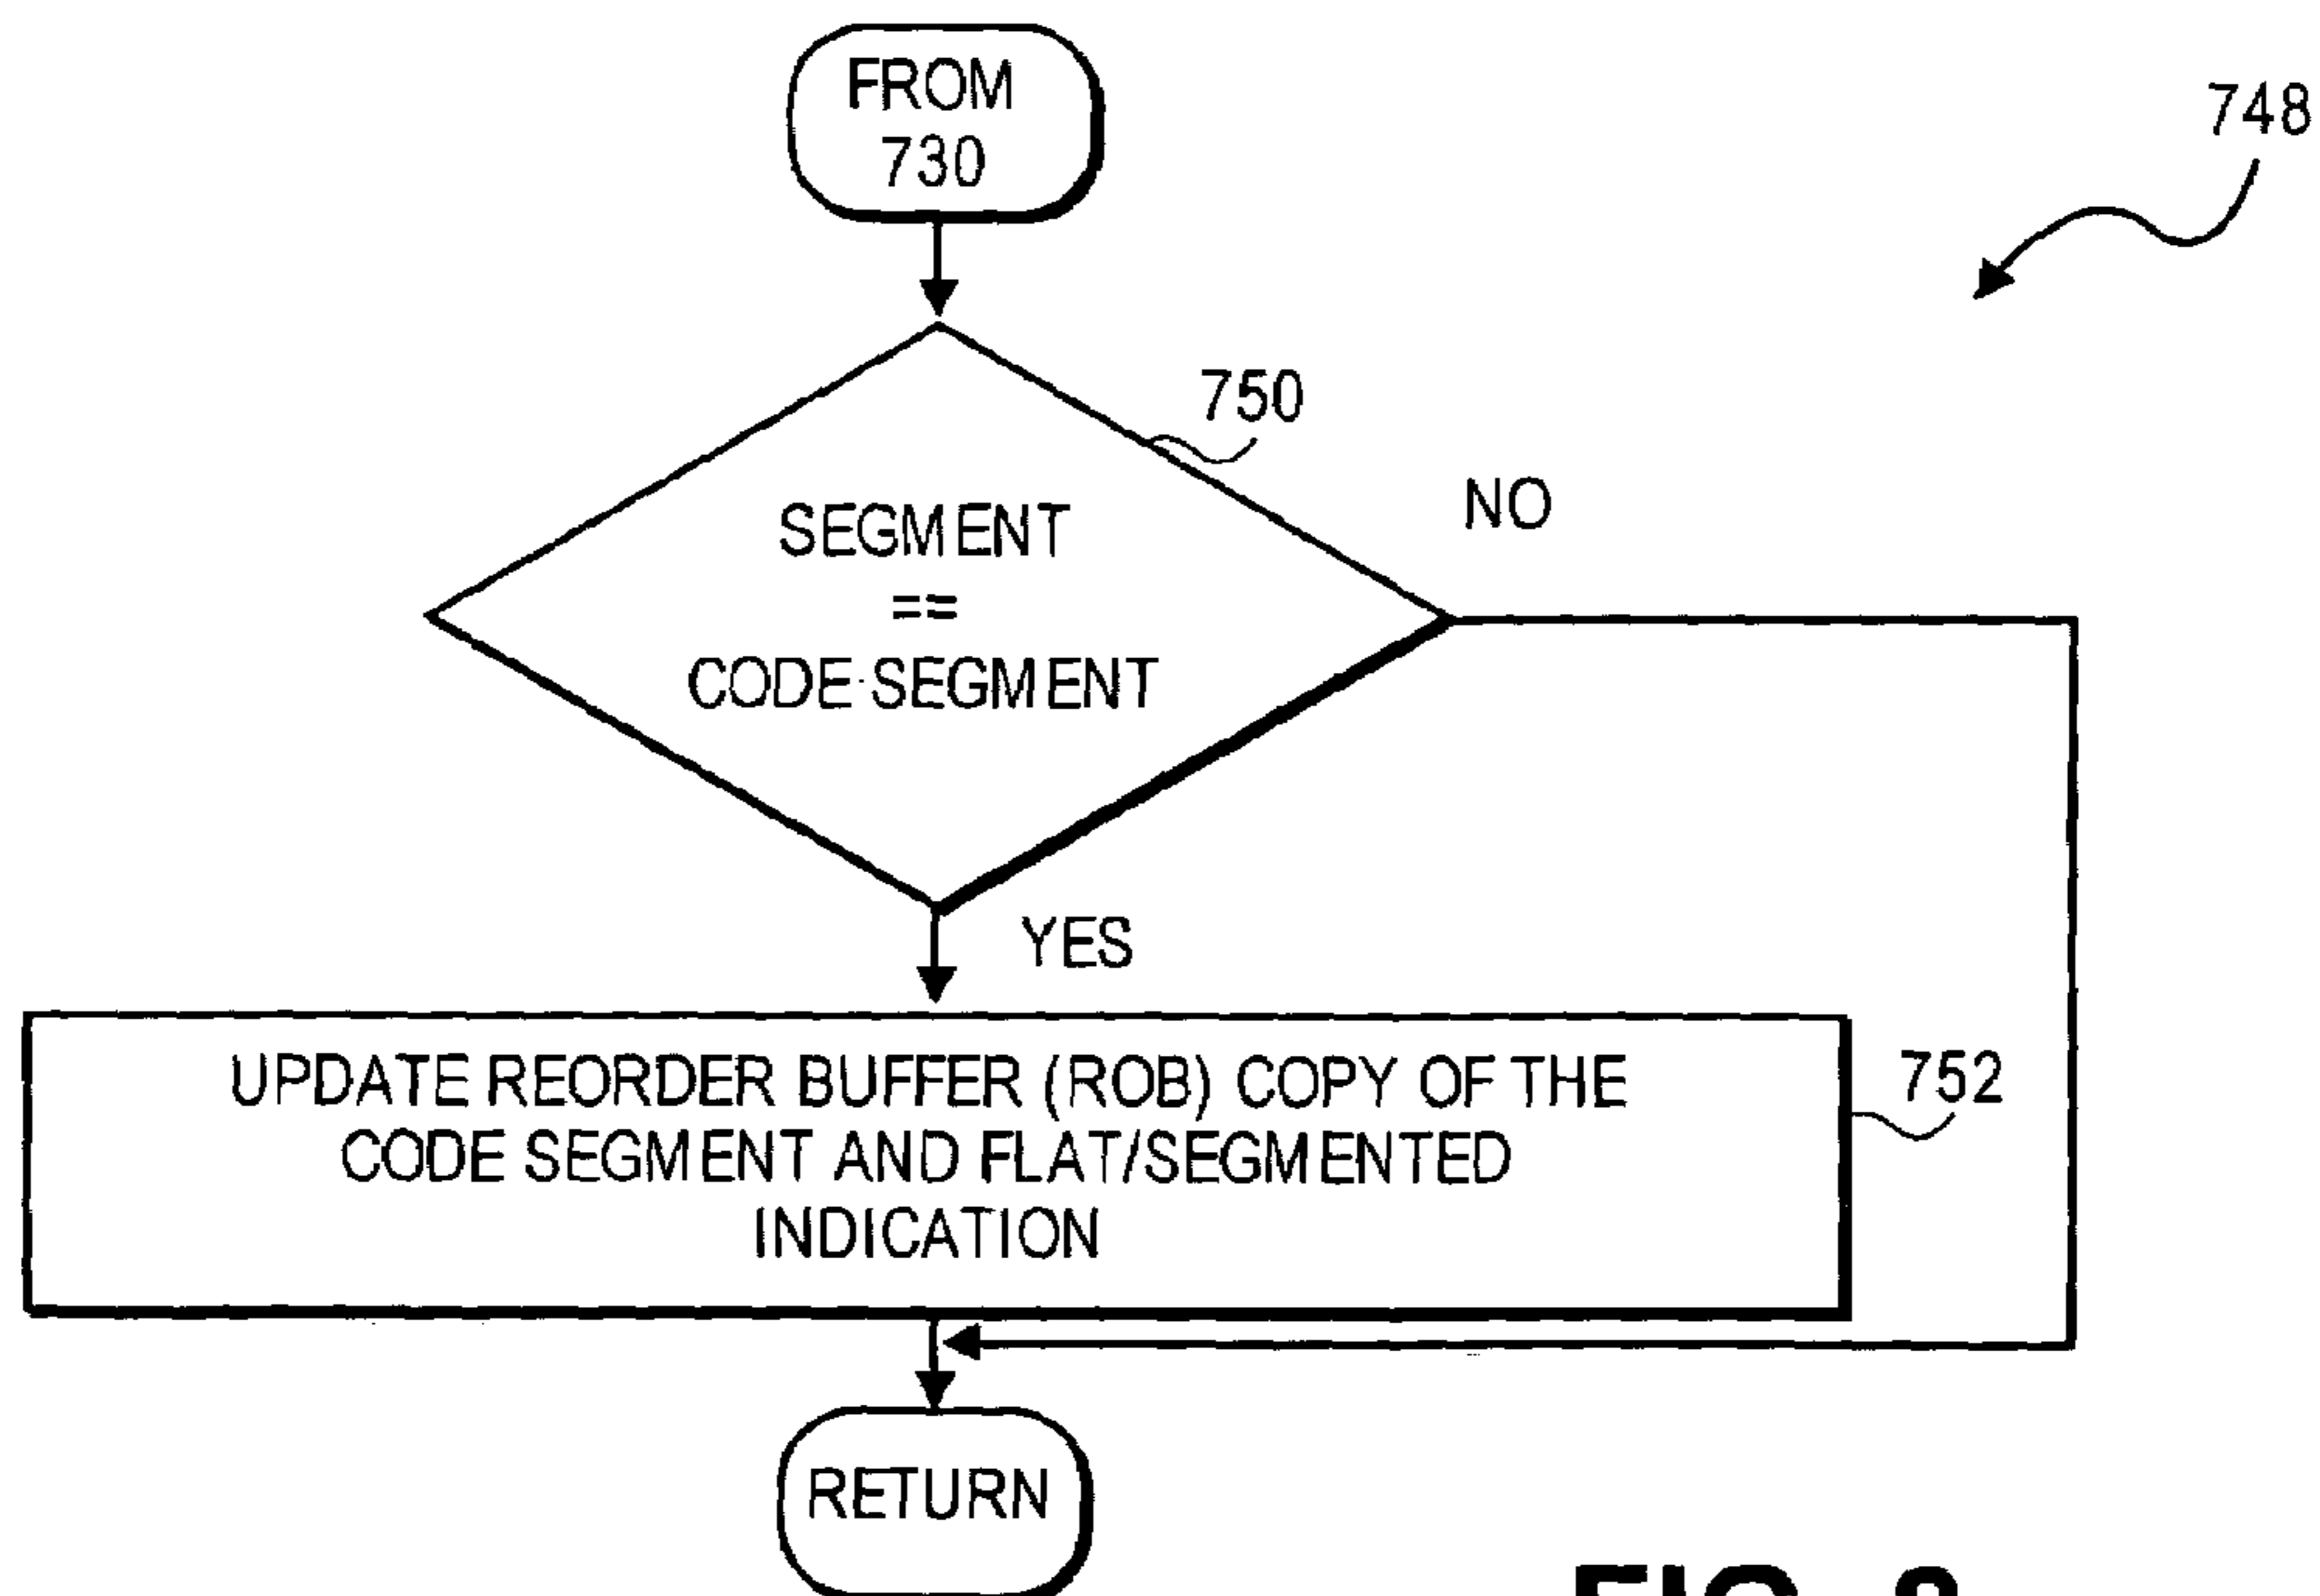 FROM
730
748
750
NO
SEGMENT
==
CODE-SEGMENT
YES
UPDATE REORDER BUFFER (ROB) COPY OF THE
CODE SEGMENT AND FLAT/SEGMENTED
INDICATION
752
RETURN
FIG